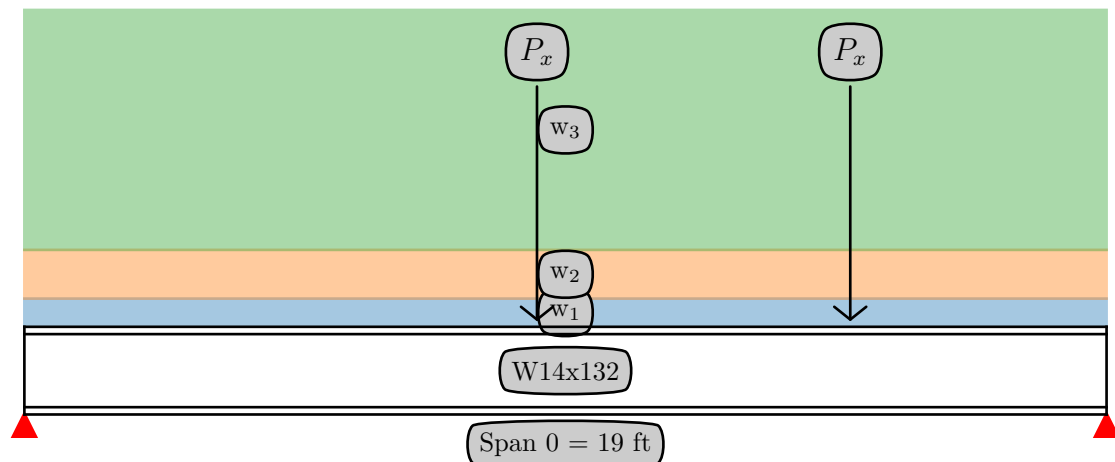 P_x P_x
w_3
w_2
w_1
W14x132
Span 0 = 19 ft